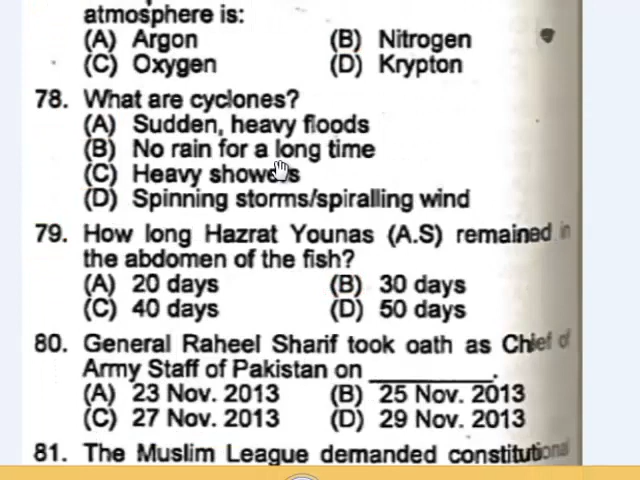 atmosphere is:
(A) Argon (B) Nitrogen
(C) Oxygen (D) Krypton
78. What are cyclones?
(A) Sudden, heavy floods
(B) No rain for a long time
(C) Heavy showers
(D) Spinning storms/spiralling wind
79. How long Hazrat Younas (A.S) remained in
the abdomen of the fish?
(A) 20 days (B) 30 days
(C) 40 days (D) 50 days
80. General Raheel Sharif took oath as Chief of
Army Staff of Pakistan on __________.
(A) 23 Nov. 2013 (B) 25 Nov. 2013
(C) 27 Nov. 2013 (D) 29 Nov. 2013
81. The Muslim League demanded constitutional